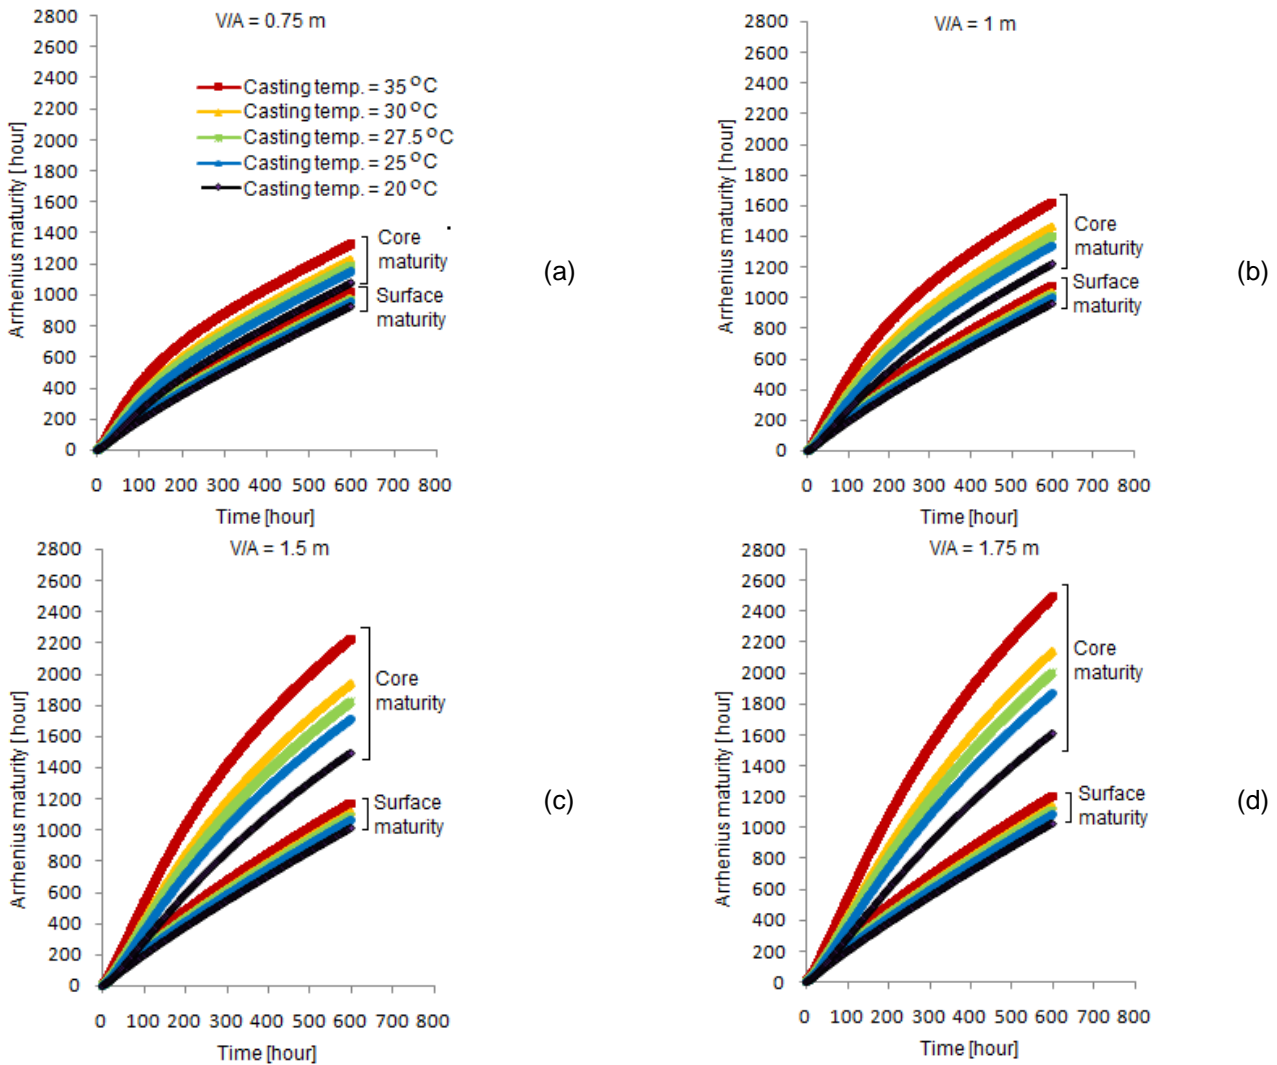 V/A = 0.75 m
2800
2600
2400
2200
2000
1800
1600
1400
1200
1000
800
600
400
200
0
Arrhenius maturity [hour]
Casting temp. = 35 °C
Casting temp. = 30 °C
Casting temp. = 27.5 °C
Casting temp. = 25 °C
Casting temp. = 20 °C
Core
maturity
Surface
maturity
0 100 200 300 400 500 600 700 800
Time [hour]
(a)
V/A = 1 m
2800
2600
2400
2200
2000
1800
1600
1400
1200
1000
800
600
400
200
0
Arrhenius maturity [hour]
Core
maturity
Surface
maturity
0 100 200 300 400 500 600 700 800
Time [hour]
(b)
V/A = 1.5 m
2800
2600
2400
2200
2000
1800
1600
1400
1200
1000
800
600
400
200
0
Arrhenius maturity [hour]
Core
maturity
Surface
maturity
0 100 200 300 400 500 600 700 800
Time [hour]
(c)
V/A = 1.75 m
2800
2600
2400
2200
2000
1800
1600
1400
1200
1000
800
600
400
200
0
Arrhenius maturity [hour]
Core
maturity
Surface
maturity
0 100 200 300 400 500 600 700 800
Time [hour]
(d)